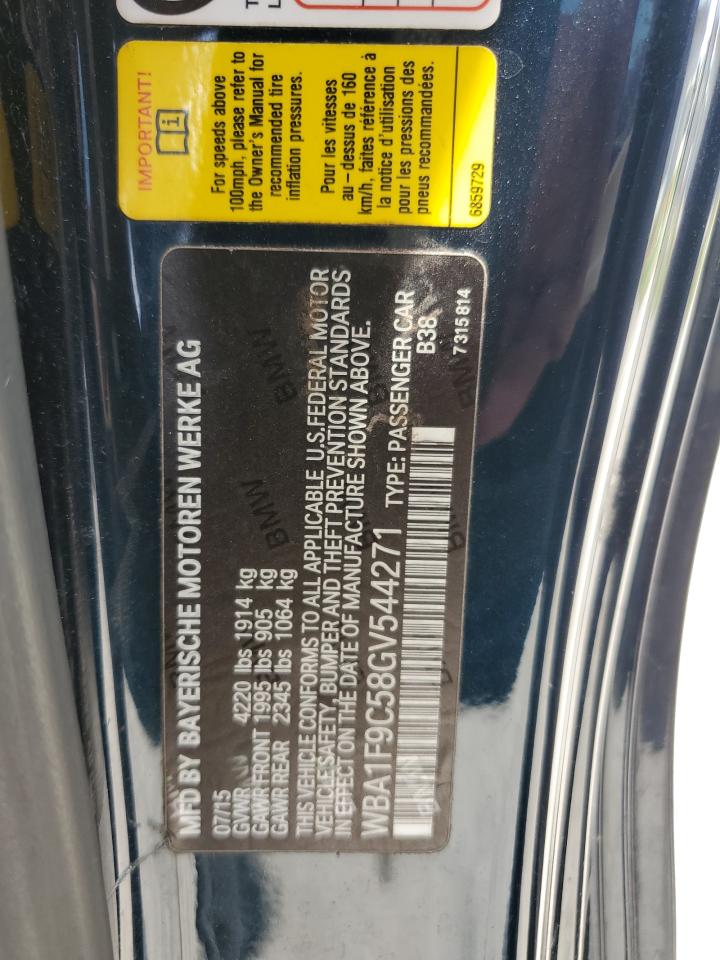 IMPORTANT!
For speeds above
100mph, please refer to
the Owner's Manual for
recommended tire
inflation pressures.
Pour les vitesses
au - dessus de 160
km/h, faites référence à
la notice d'utilisation
pour les pressions des
pneus recommandées.
6859729
MFD BY BAYERISCHE MOTOREN WERKE AG
07/15
GVWR 4220 lbs 1914 kg
GAWR FRONT 1995 lbs 905 kg
GAWR REAR 2345 lbs 1064 kg
THIS VEHICLE CONFORMS TO ALL APPLICABLE U.S. FEDERAL MOTOR
VEHICLE SAFETY, BUMPER AND THEFT PREVENTION STANDARDS
IN EFFECT ON THE DATE OF MANUFACTURE SHOWN ABOVE.
WBA1F9C58GV544271 TYPE: PASSENGER CAR
B38
7315814